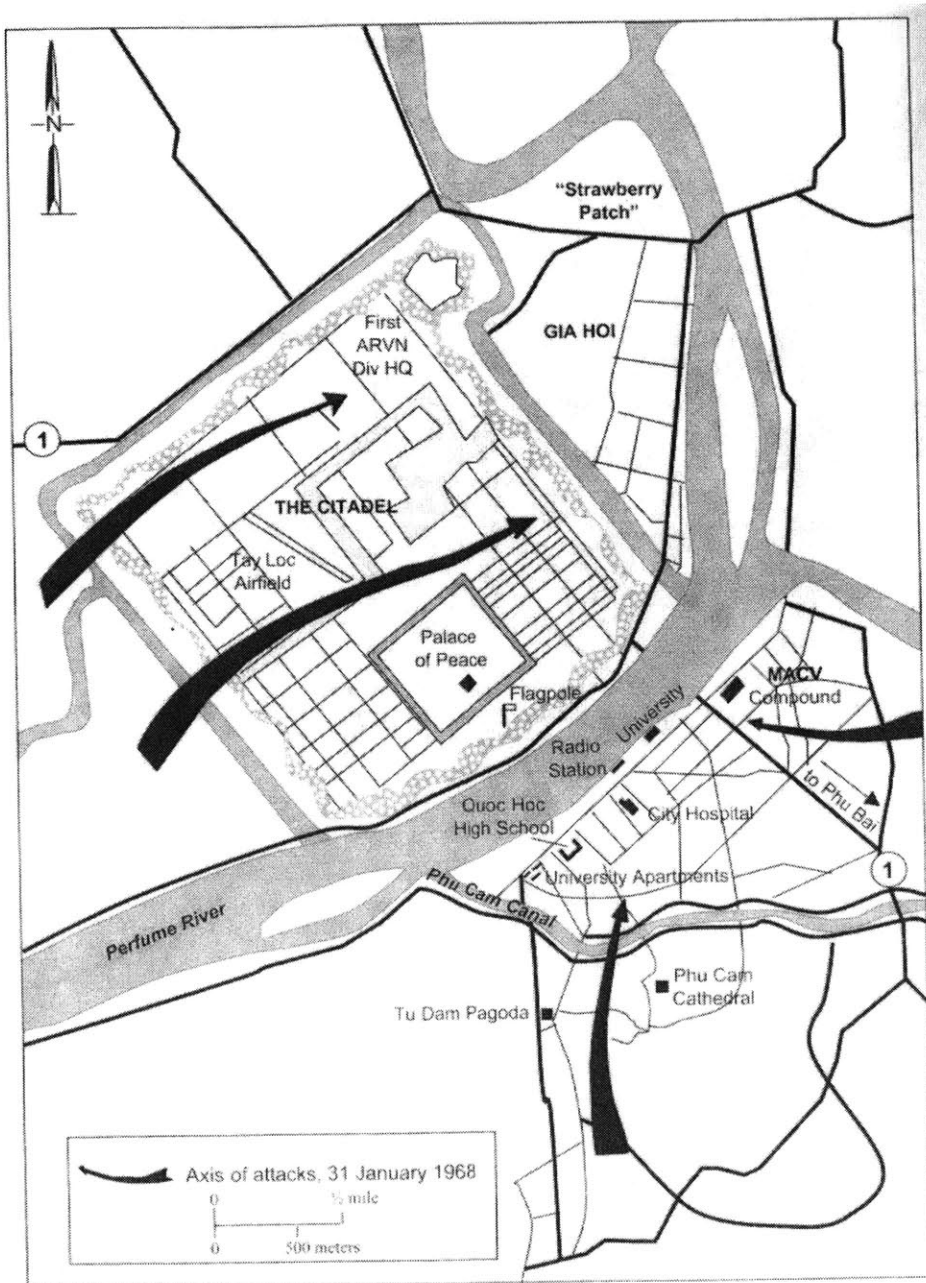 N
"Strawberry
Patch"
First
ARVN
Div HQ
GIA HOI
1
THE CITADEL
Tay Loc
Airfield
Palace
of Peace
Flagpole
MACV
Compound
University
Radio
Station
to Phu Bai
Quoc Hoc
High School
City Hospital
University Apartments
1
Phu Cam Canal
Perfume River
Phu Cam
Cathedral
Tu Dam Pagoda
Axis of attacks, 31 January 1968
0 ½ mile
0 500 meters